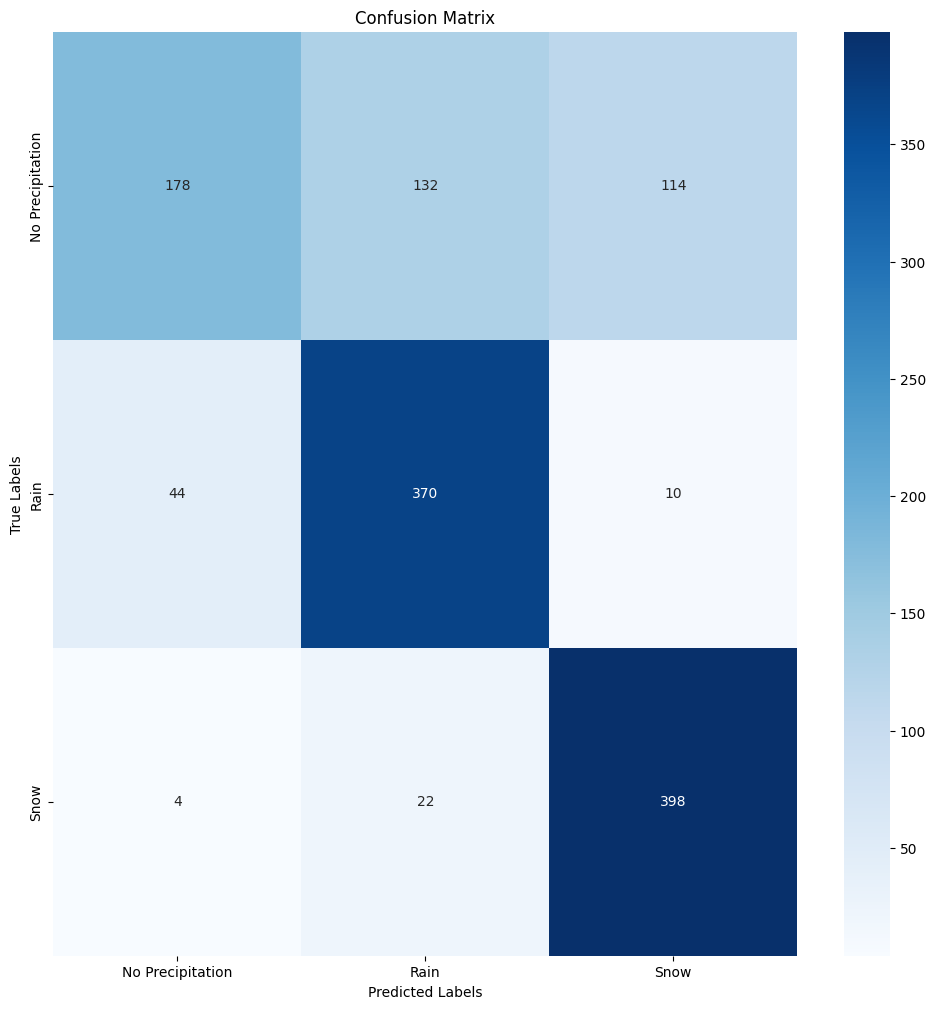 Confusion Matrix
No Precipitation
178 132 114
Rain
44 370 10
Snow
4 22 398
True Labels
No Precipitation Rain Snow
Predicted Labels
350
300
250
200
150
100
50